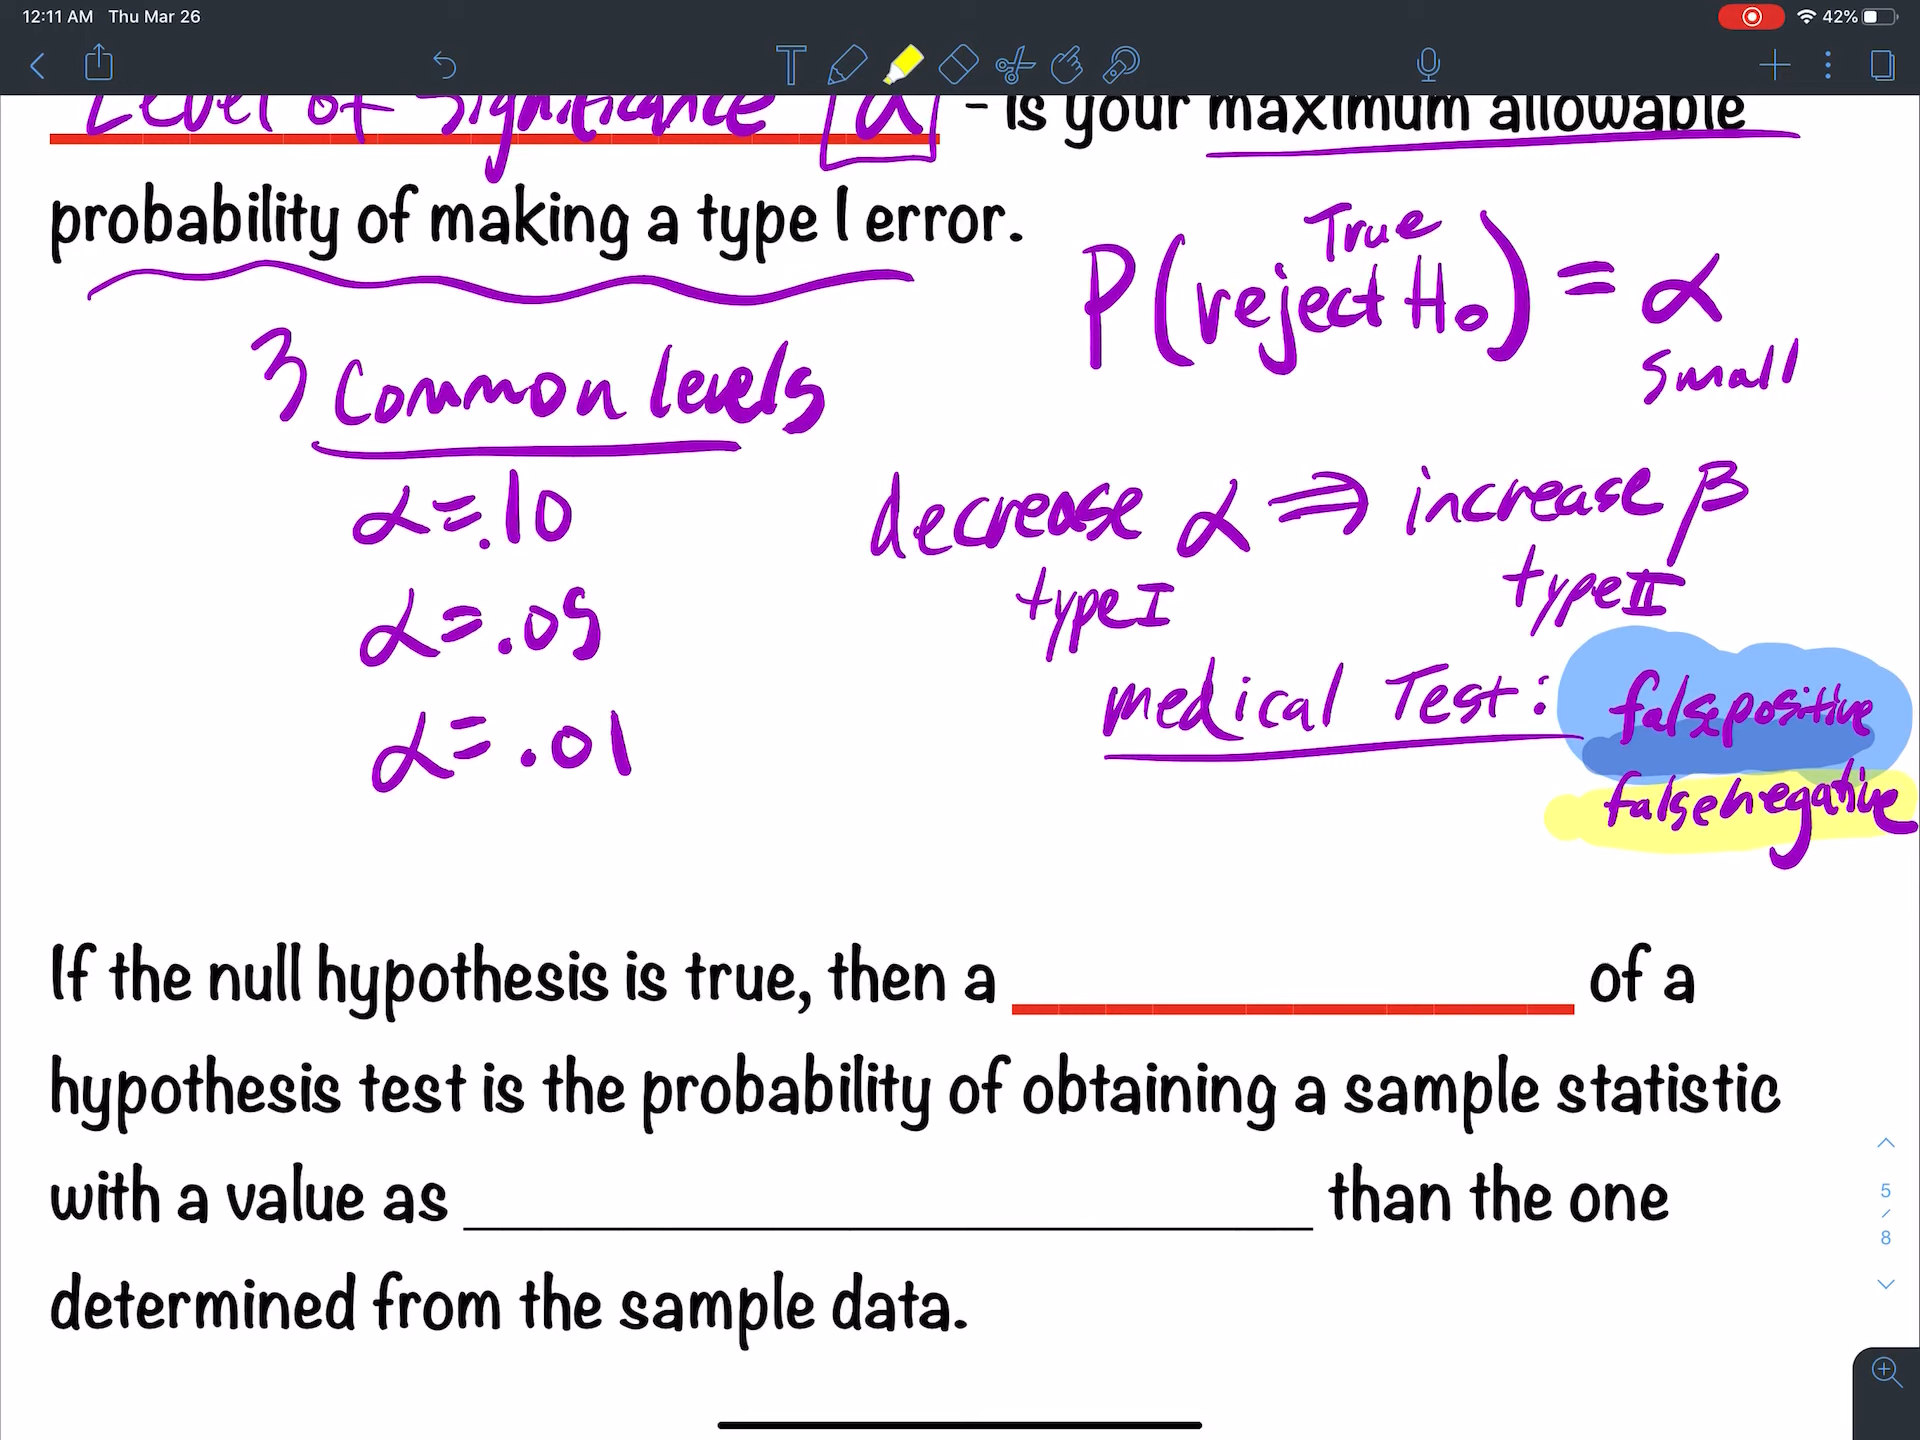 12:11 AM Thu Mar 26
42%
Level of Significance [α] - is your maximum allowable
probability of making a type I error.
P(reject True H₀) = α
small
3 Common levels
α=.10
α=.05
α=.01
decrease α ⇒ increase β
type I
type II
medical Test: false positive
false negative
If the null hypothesis is true, then a ____________ of a
hypothesis test is the probability of obtaining a sample statistic
with a value as ____________ than the one
determined from the sample data.
5
/
8